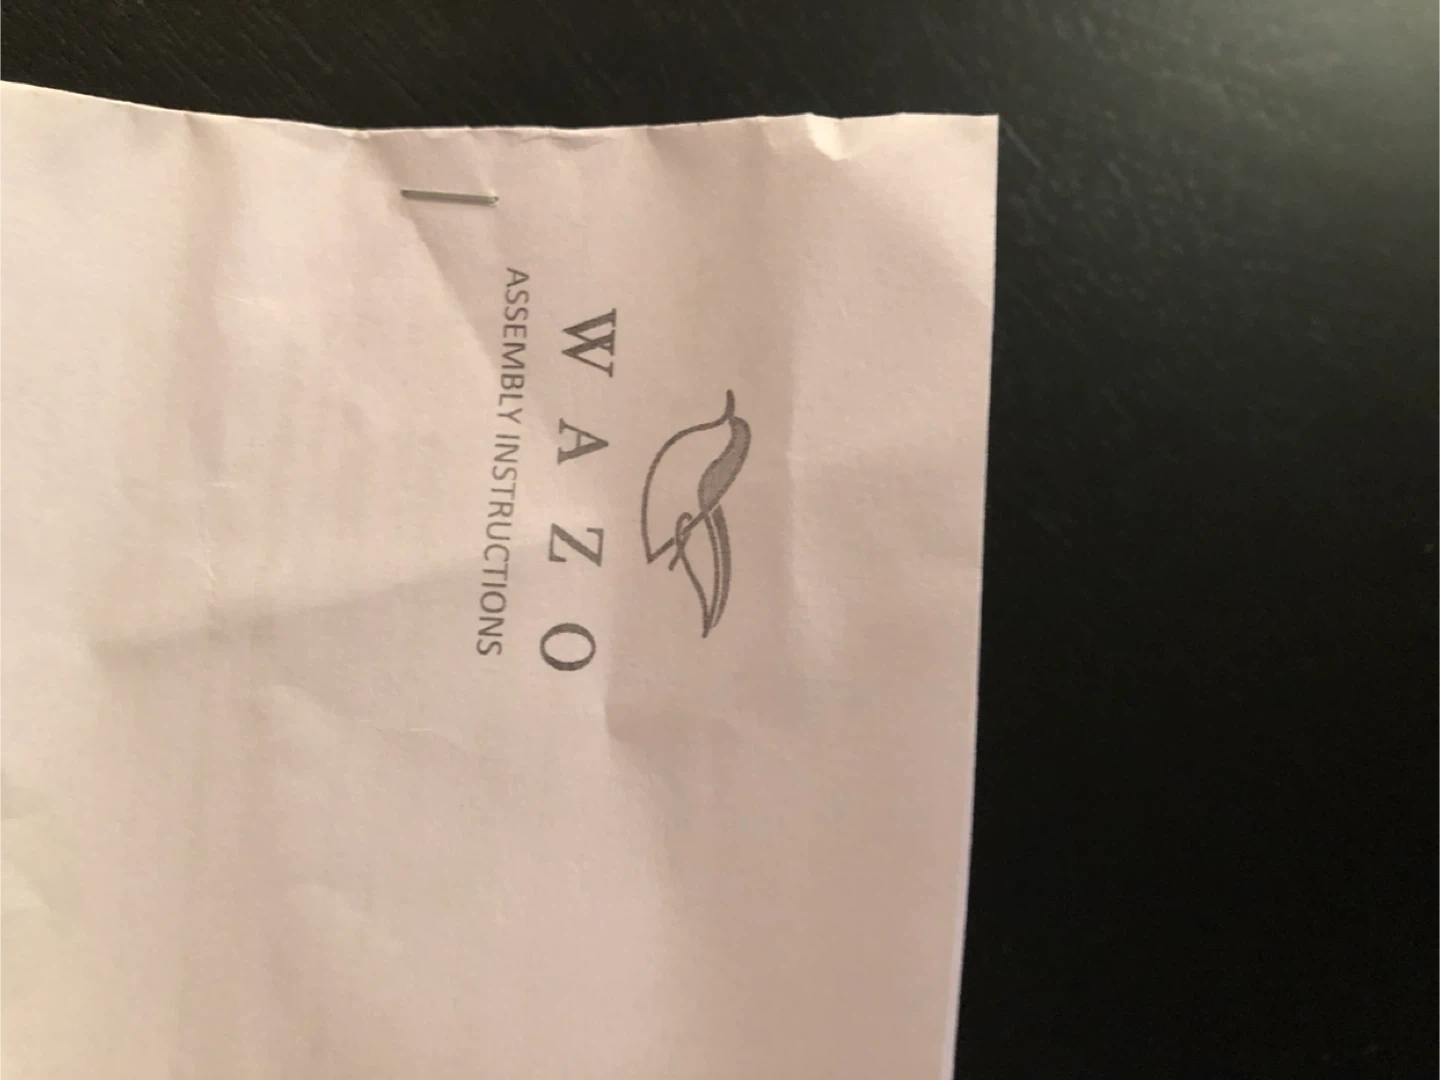 W A Z O
ASSEMBLY INSTRUCTIONS